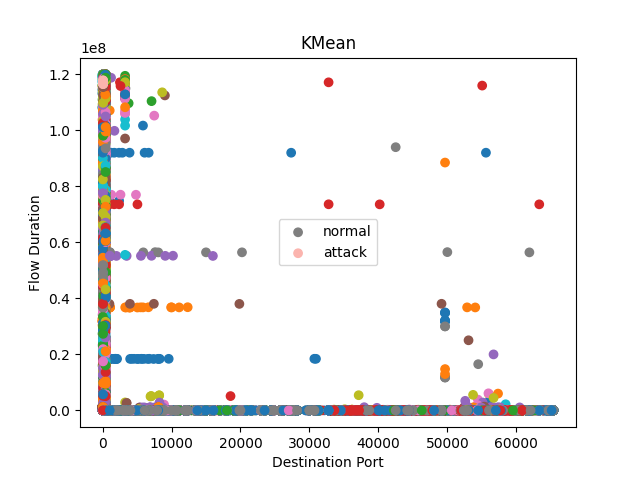 KMean
1e8
1.2
1.0
0.8
0.6
0.4
0.2
0.0
Flow Duration
normal
attack
0 10000 20000 30000 40000 50000 60000
Destination Port